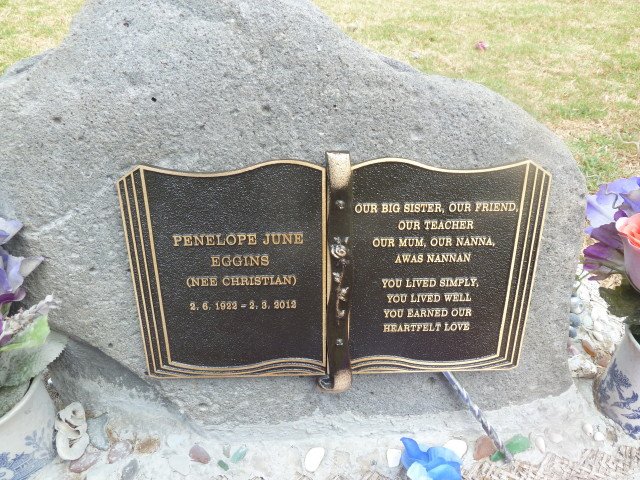 PENELOPE JUNE
EGGINS
(NEE CHRISTIAN)
2. 6. 1922 – 2. 3. 2012
OUR BIG SISTER, OUR FRIEND,
OUR TEACHER
OUR MUM, OUR NANNA,
AWAS NANNAN
YOU LIVED SIMPLY,
YOU LIVED WELL
YOU EARNED OUR
HEARTFELT LOVE